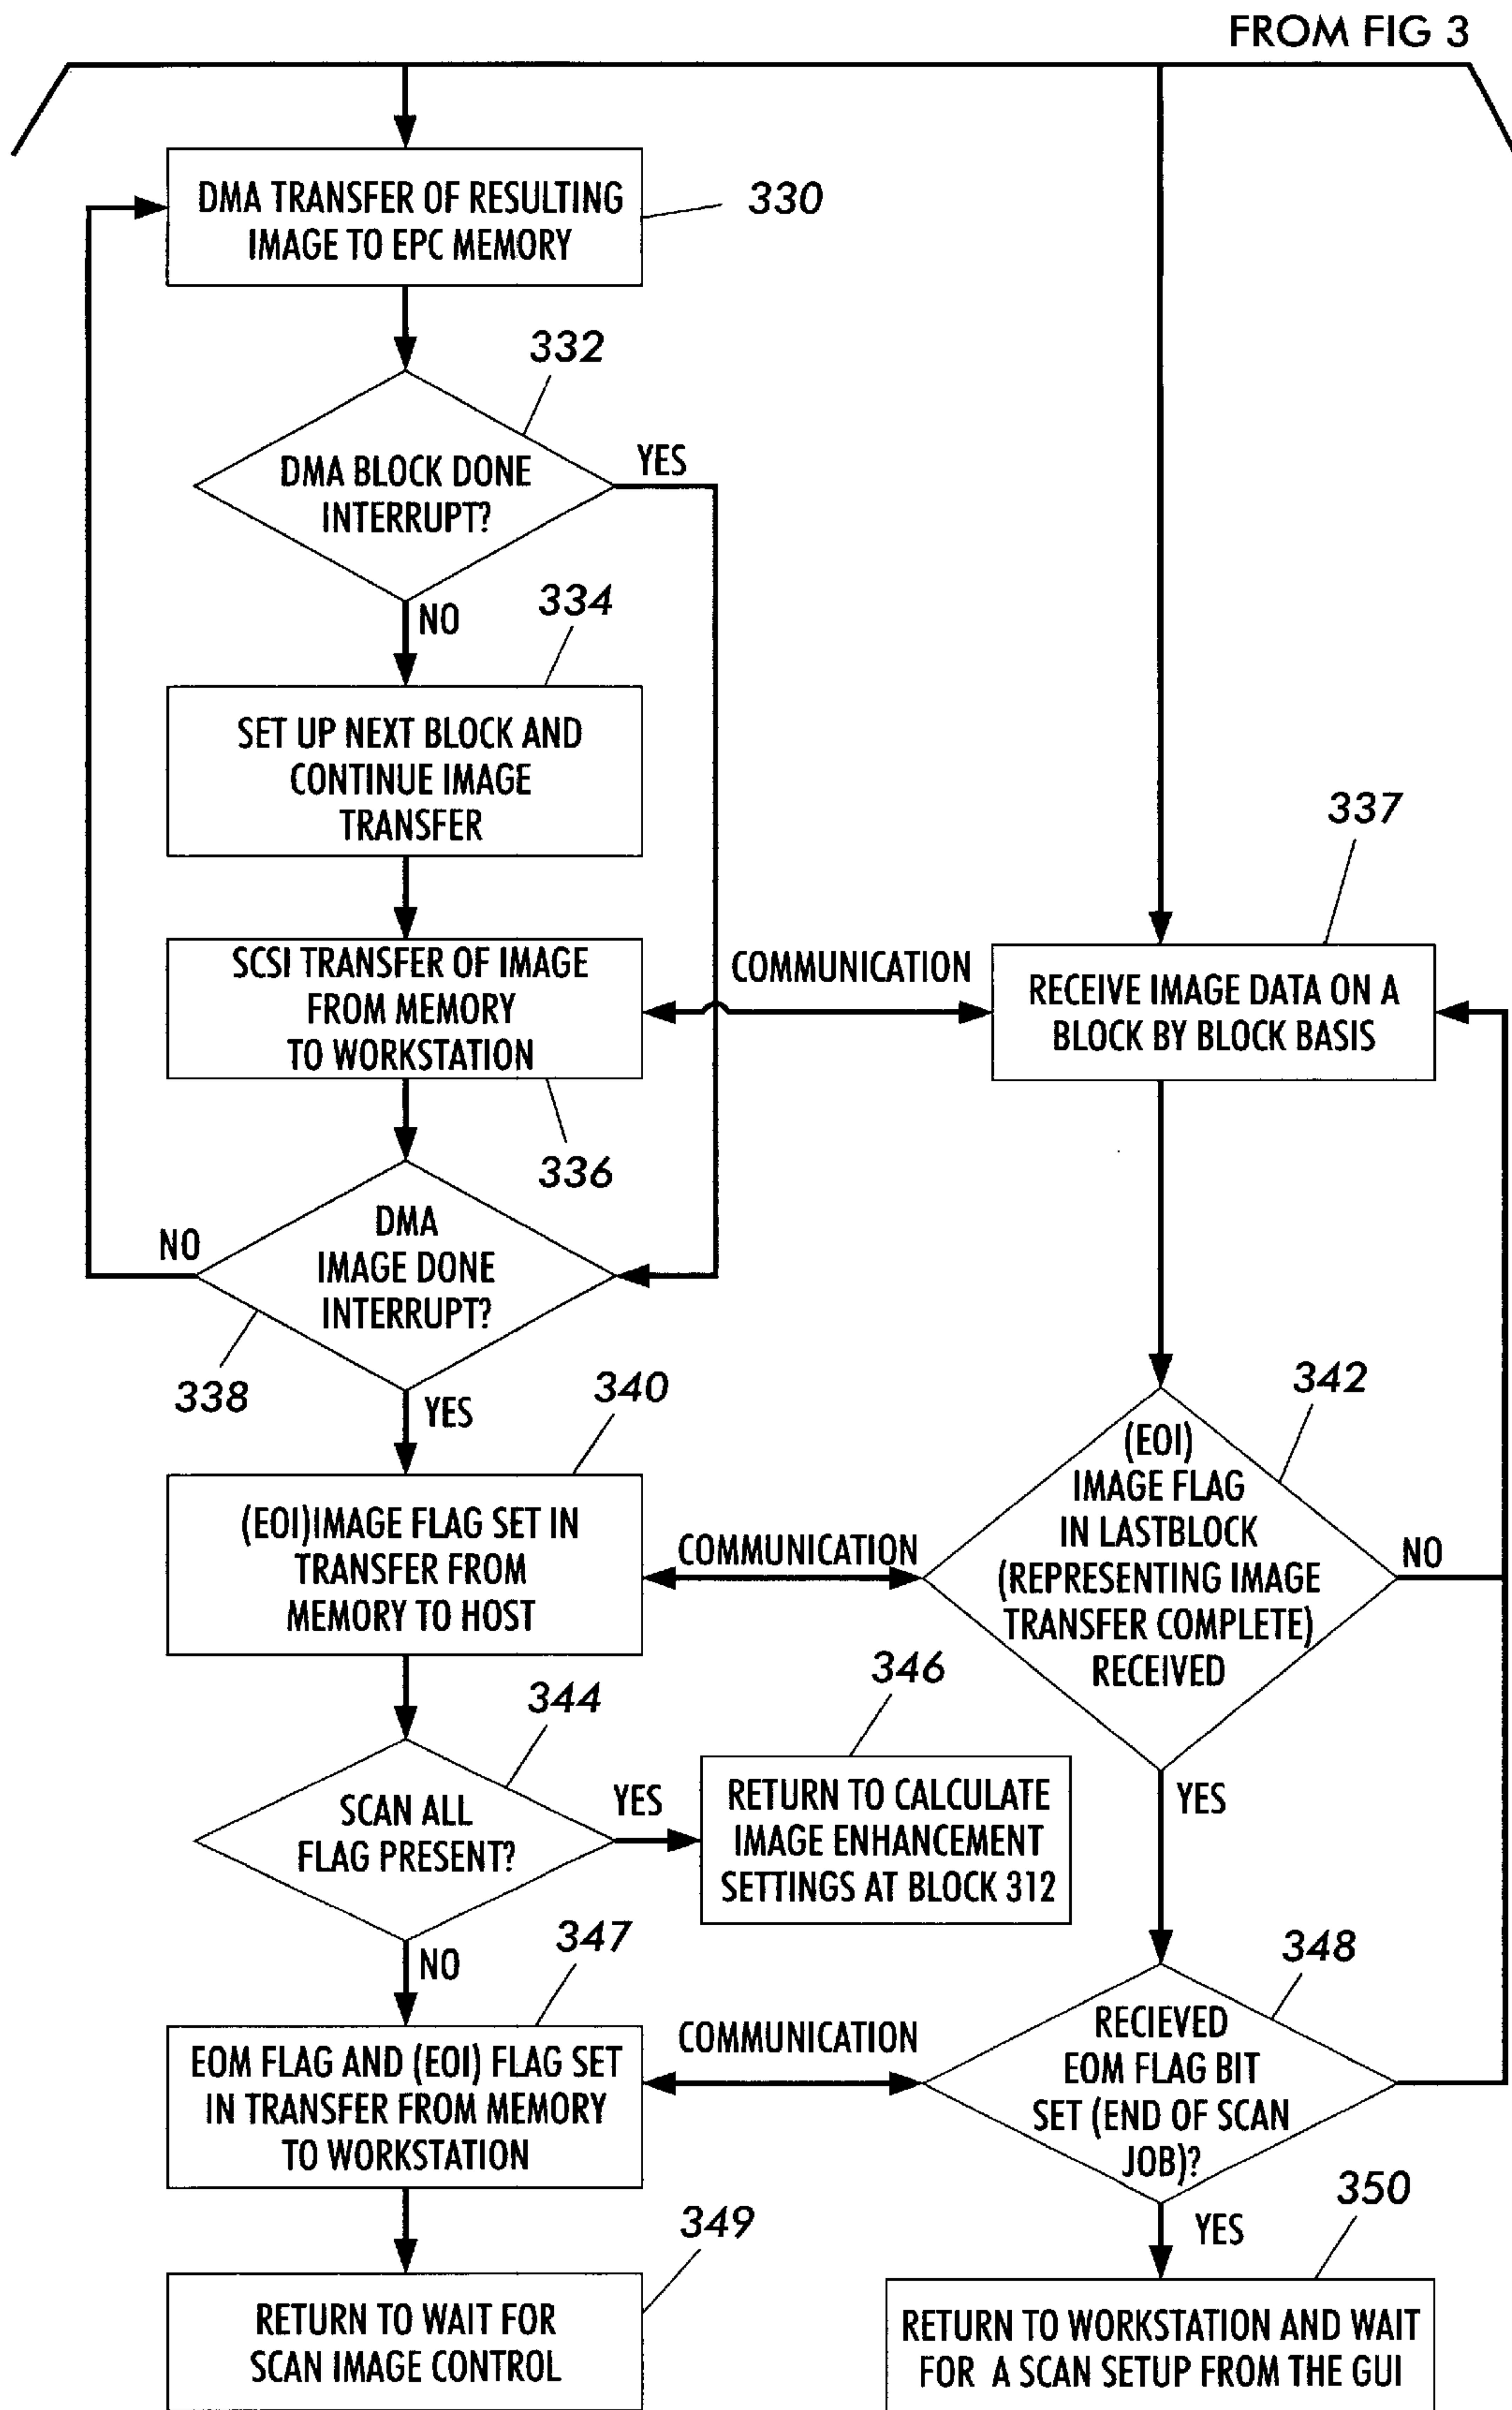 FROM FIG 3
DMA TRANSFER OF RESULTING
IMAGE TO EPC MEMORY
330
332
DMA BLOCK DONE
INTERRUPT?
YES
NO
334
SET UP NEXT BLOCK AND
CONTINUE IMAGE
TRANSFER
337
SCSI TRANSFER OF IMAGE
FROM MEMORY
TO WORKSTATION
COMMUNICATION
RECEIVE IMAGE DATA ON A
BLOCK BY BLOCK BASIS
336
DMA
IMAGE DONE
INTERRUPT?
NO
338
YES
340
342
(EOI)IMAGE FLAG SET IN
TRANSFER FROM
MEMORY TO HOST
COMMUNICATION
(EOI)
IMAGE FLAG
IN LASTBLOCK
(REPRESENTING IMAGE
TRANSFER COMPLETE)
RECEIVED
NO
YES
344
SCAN ALL
FLAG PRESENT?
YES
346
RETURN TO CALCULATE
IMAGE ENHANCEMENT
SETTINGS AT BLOCK 312
NO
347
348
EOM FLAG AND (EOI) FLAG SET
IN TRANSFER FROM MEMORY
TO WORKSTATION
COMMUNICATION
RECIEVED
EOM FLAG BIT
SET (END OF SCAN
JOB)?
YES
349
RETURN TO WAIT FOR
SCAN IMAGE CONTROL
350
RETURN TO WORKSTATION AND WAIT
FOR A SCAN SETUP FROM THE GUI